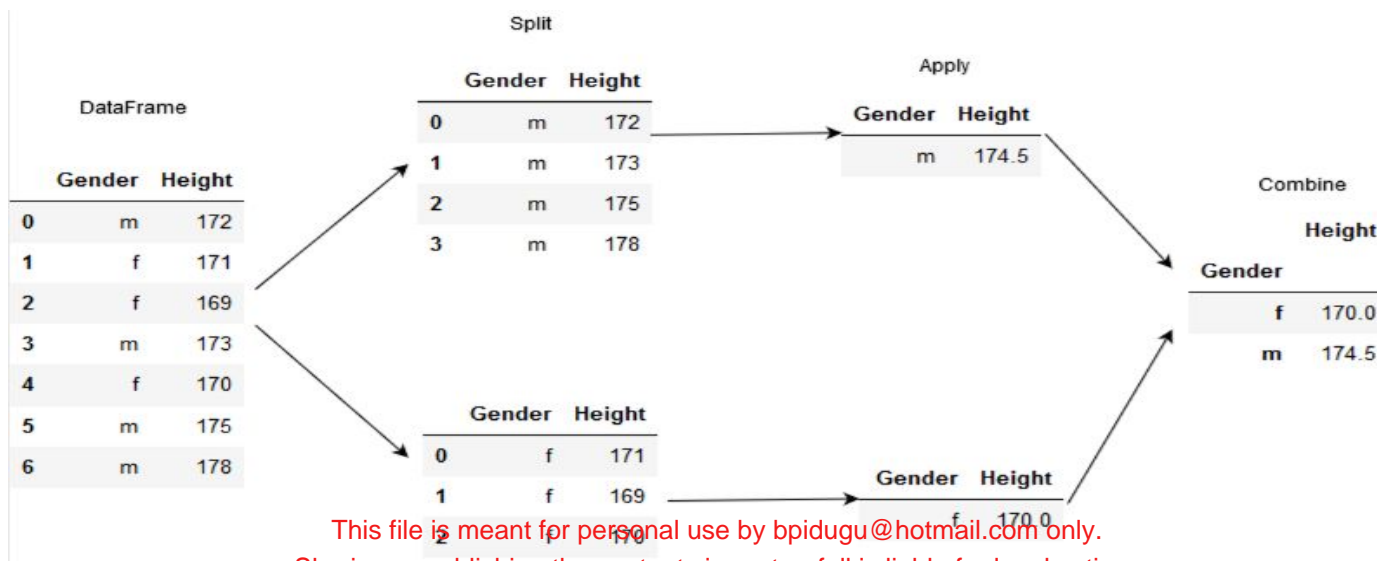 DataFrame
Gender Height
0 m 172
1 f 171
2 f 169
3 m 173
4 f 170
5 m 175
6 m 178
Split
Gender Height
0 m 172
1 m 173
2 m 175
3 m 178
Gender Height
0 f 171
1 f 169
2 f 170
Apply
Gender Height
m 174.5
Gender Height
f 170.0
Combine
Height
Gender
f 170.0
m 174.5
This file is meant for personal use by bpidugu@hotmail.com only.